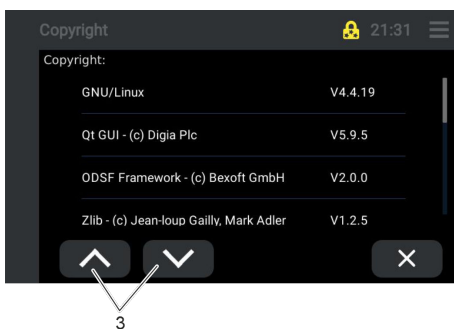 Copyright
21:31
Copyright:
GNU/Linux V4.4.19
Qt GUI - (c) Digia Plc V5.9.5
ODSF Framework - (c) Bexoft GmbH V2.0.0
Zlib - (c) Jean-loup Gailly, Mark Adler V1.2.5
3